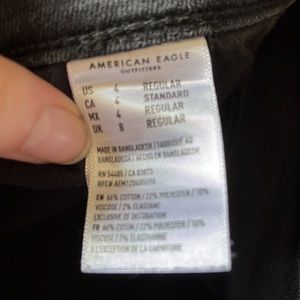 AMERICAN EAGLE
OUTFITTERS
US 4 REGULAR
CA 4 STANDARD
MX 4 REGULAR
UK 8 REGULAR
MADE IN BANGLADESH / FABRIQUÉ AU
BANGLADESH / HECHO EN BANGLADESH
RN 54485 / CA 03873
EN 66% COTTON / 22% POLYESTER / 10%
VISCOSE / 2% ELASTANE
EXCLUSIVE OF DECORATION
FR 66% COTON / 22% POLYESTER / 10%
VISCOSE / 2% ÉLASTHANNE
À L'EXCEPTION DE LA GARNITURE